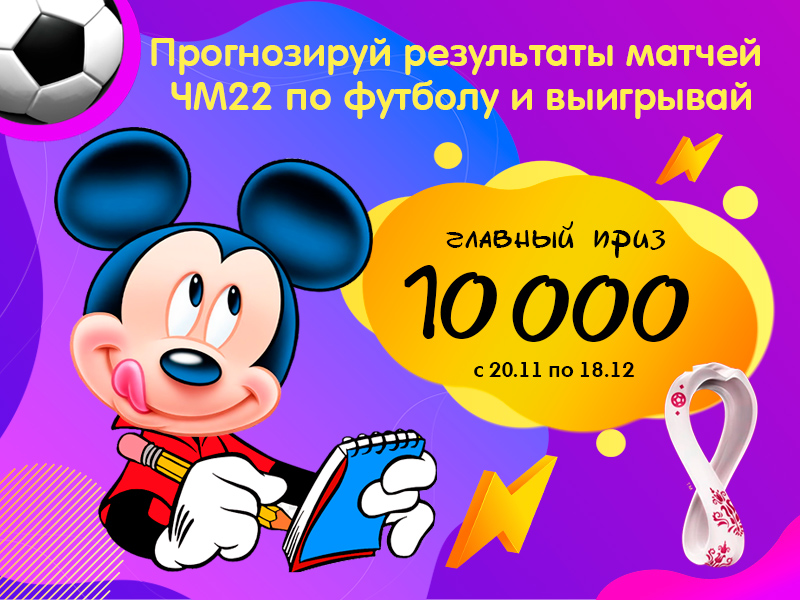 Прогнозируй результаты матчей
ЧМ22 по футболу и выигрывай
главный приз
10 000
с 20.11 по 18.12